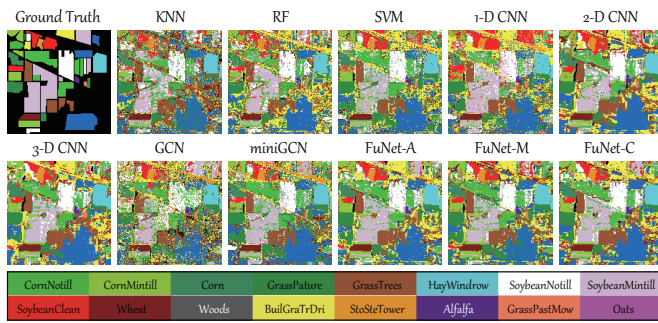 Ground Truth KNN RF SVM 1-D CNN 2-D CNN
3-D CNN GCN miniGCN FuNet-A FuNet-M FuNet-C
CornNotill CornMintill Corn GrassPature GrassTrees HayWindrow SoybeanNotill SoybeanMintill
SoybeanClean Wheat Woods BuilGraTrDri StoSteTower Alfalfa GrassPastMow Oats